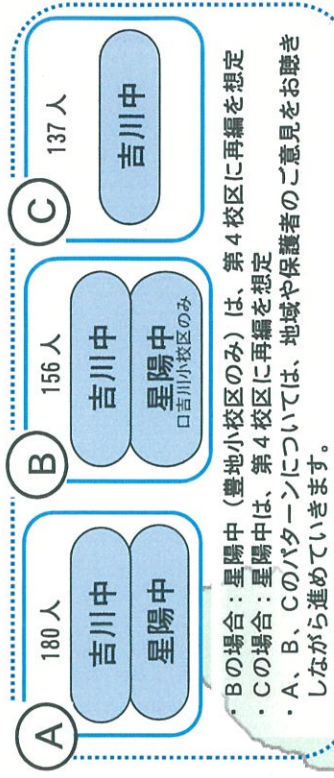 A
180人
吉川中
星陽中
B
156人
吉川中
星陽中
口吉川小校区のみ
C
137人
吉川中
・Bの場合：星陽中（豊地小校区のみ）は、第4校区に再編を想定
・Cの場合：星陽中は、第4校区に再編を想定
・A、B、Cのパターンについては、地域や保護者のご意見をお聴き
しながら進めていきます。